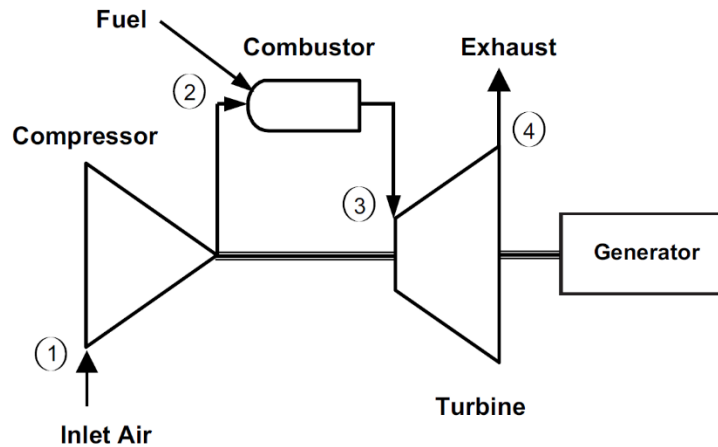 Fuel
Combustor
Exhaust
2
4
Compressor
3
Generator
1
Turbine
Inlet Air